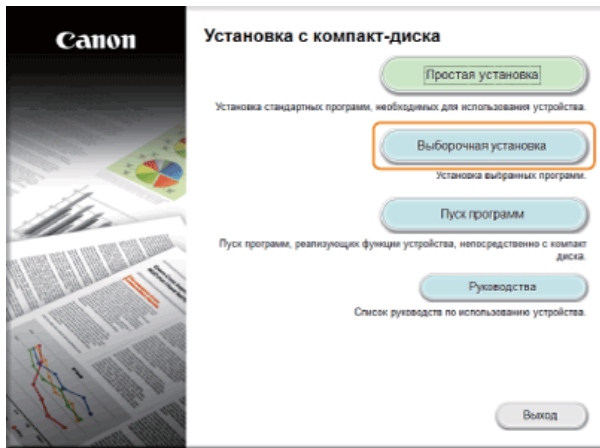 Canon
Установка с компакт-диска
Простая установка
Установка стандартных программ, необходимых для использования устройства.
Выборочная установка
Установка выбранных программ.
Пуск программ
Пуск программ, реализующих функции устройства, непосредственно с компакт
диска.
Руководства
Список руководств по использованию устройства.
Выход